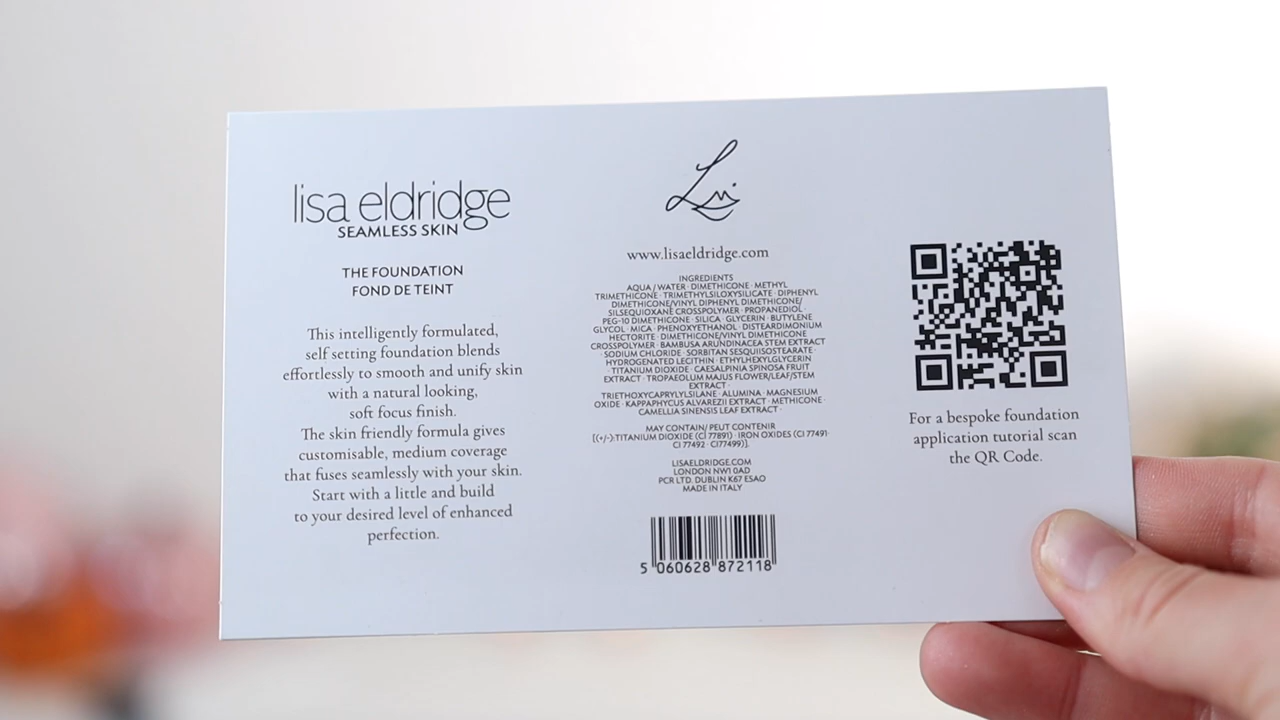 lisa eldridge
SEAMLESS SKIN
THE FOUNDATION
FOND DE TEINT
This intelligently formulated,
self setting foundation blends
effortlessly to smooth and unify skin
with a natural looking,
soft focus finish.
The skin friendly formula gives
customisable, medium coverage
that fuses seamlessly with your skin.
Start with a little and build
to your desired level of enhanced
perfection.
www.lisaeldridge.com
INGREDIENTS
AQUA / WATER · DIMETHICONE · METHYL
TRIMETHICONE · TRIMETHYLSILOXYSILICATE · DIPHENYL
DIMETHICONE/VINYL DIPHENYL DIMETHICONE/
SILSEQUIOXANE CROSSPOLYMER · PROPANEDIOL ·
PEG-10 DIMETHICONE · SILICA · GLYCERIN · BUTYLENE
GLYCOL · MICA · PHENOXYETHANOL · DISTEARDIMONIUM
HECTORITE · DIMETHICONE/VINYL DIMETHICONE
CROSSPOLYMER · BAMBUSA ARUNDINACEA STEM EXTRACT
· SODIUM CHLORIDE · SORBITAN SESQUIISOSTEARATE ·
HYDROGENATED LECITHIN · ETHYLHEXYLGLYCERIN
· TITANIUM DIOXIDE · CAESALPINIA SPINOSA FRUIT
EXTRACT · TROPAEOLUM MAJUS FLOWER/LEAF/STEM
EXTRACT ·
TRIETHOXYCAPRYLYLSILANE · ALUMINA · MAGNESIUM
OXIDE · KAPPAPHYCUS ALVAREZII EXTRACT · METHICONE ·
CAMELLIA SINENSIS LEAF EXTRACT ·
MAY CONTAIN/ PEUT CONTENIR
[(+/-):TITANIUM DIOXIDE (CI 77891) · IRON OXIDES (CI 77491·
CI 77492 · CI77499)].
LISAELDRIDGE.COM
LONDON NW1 0AD
PCR LTD. DUBLIN K67 E5AO
MADE IN ITALY
5 060628 872118
For a bespoke foundation
application tutorial scan
the QR Code.